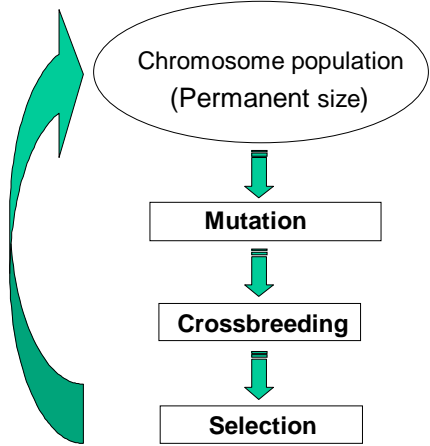 Chromosome population
(Permanent size)
Mutation
Crossbreeding
Selection